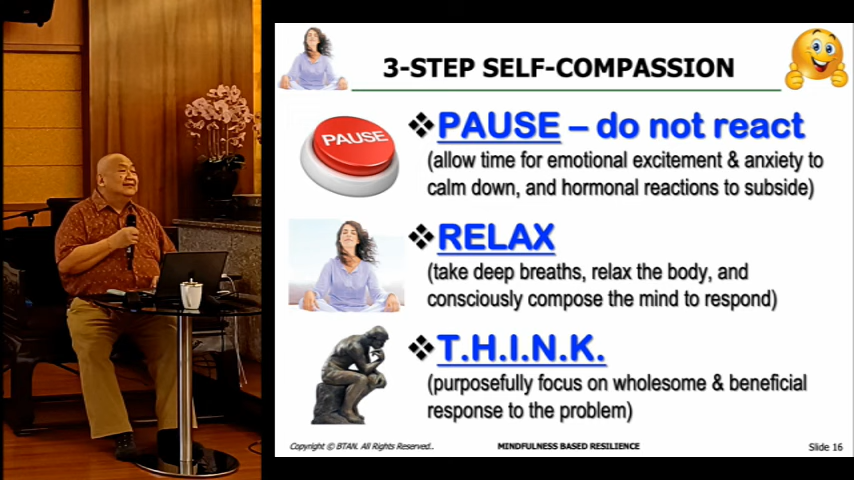 3-STEP SELF-COMPASSION
PAUSE
❖PAUSE – do not react
(allow time for emotional excitement & anxiety to
calm down, and hormonal reactions to subside)
❖RELAX
(take deep breaths, relax the body, and
consciously compose the mind to respond)
❖T.H.I.N.K.
(purposefully focus on wholesome & beneficial
response to the problem)
Copyright © BTAN. All Rights Reserved..
MINDFULNESS BASED RESILIENCE
Slide 16